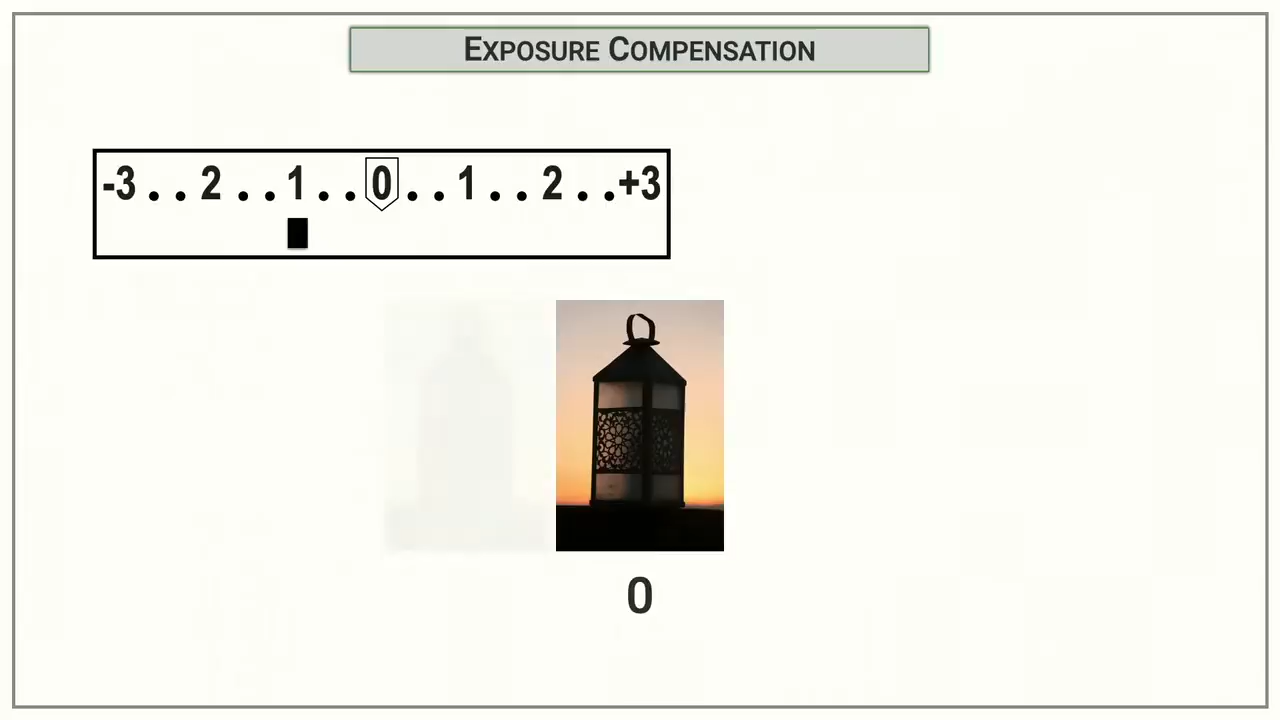 Exposure Compensation
-3 . . 2 . . 1 . . 0 . . 1 . . 2 . . +3
0